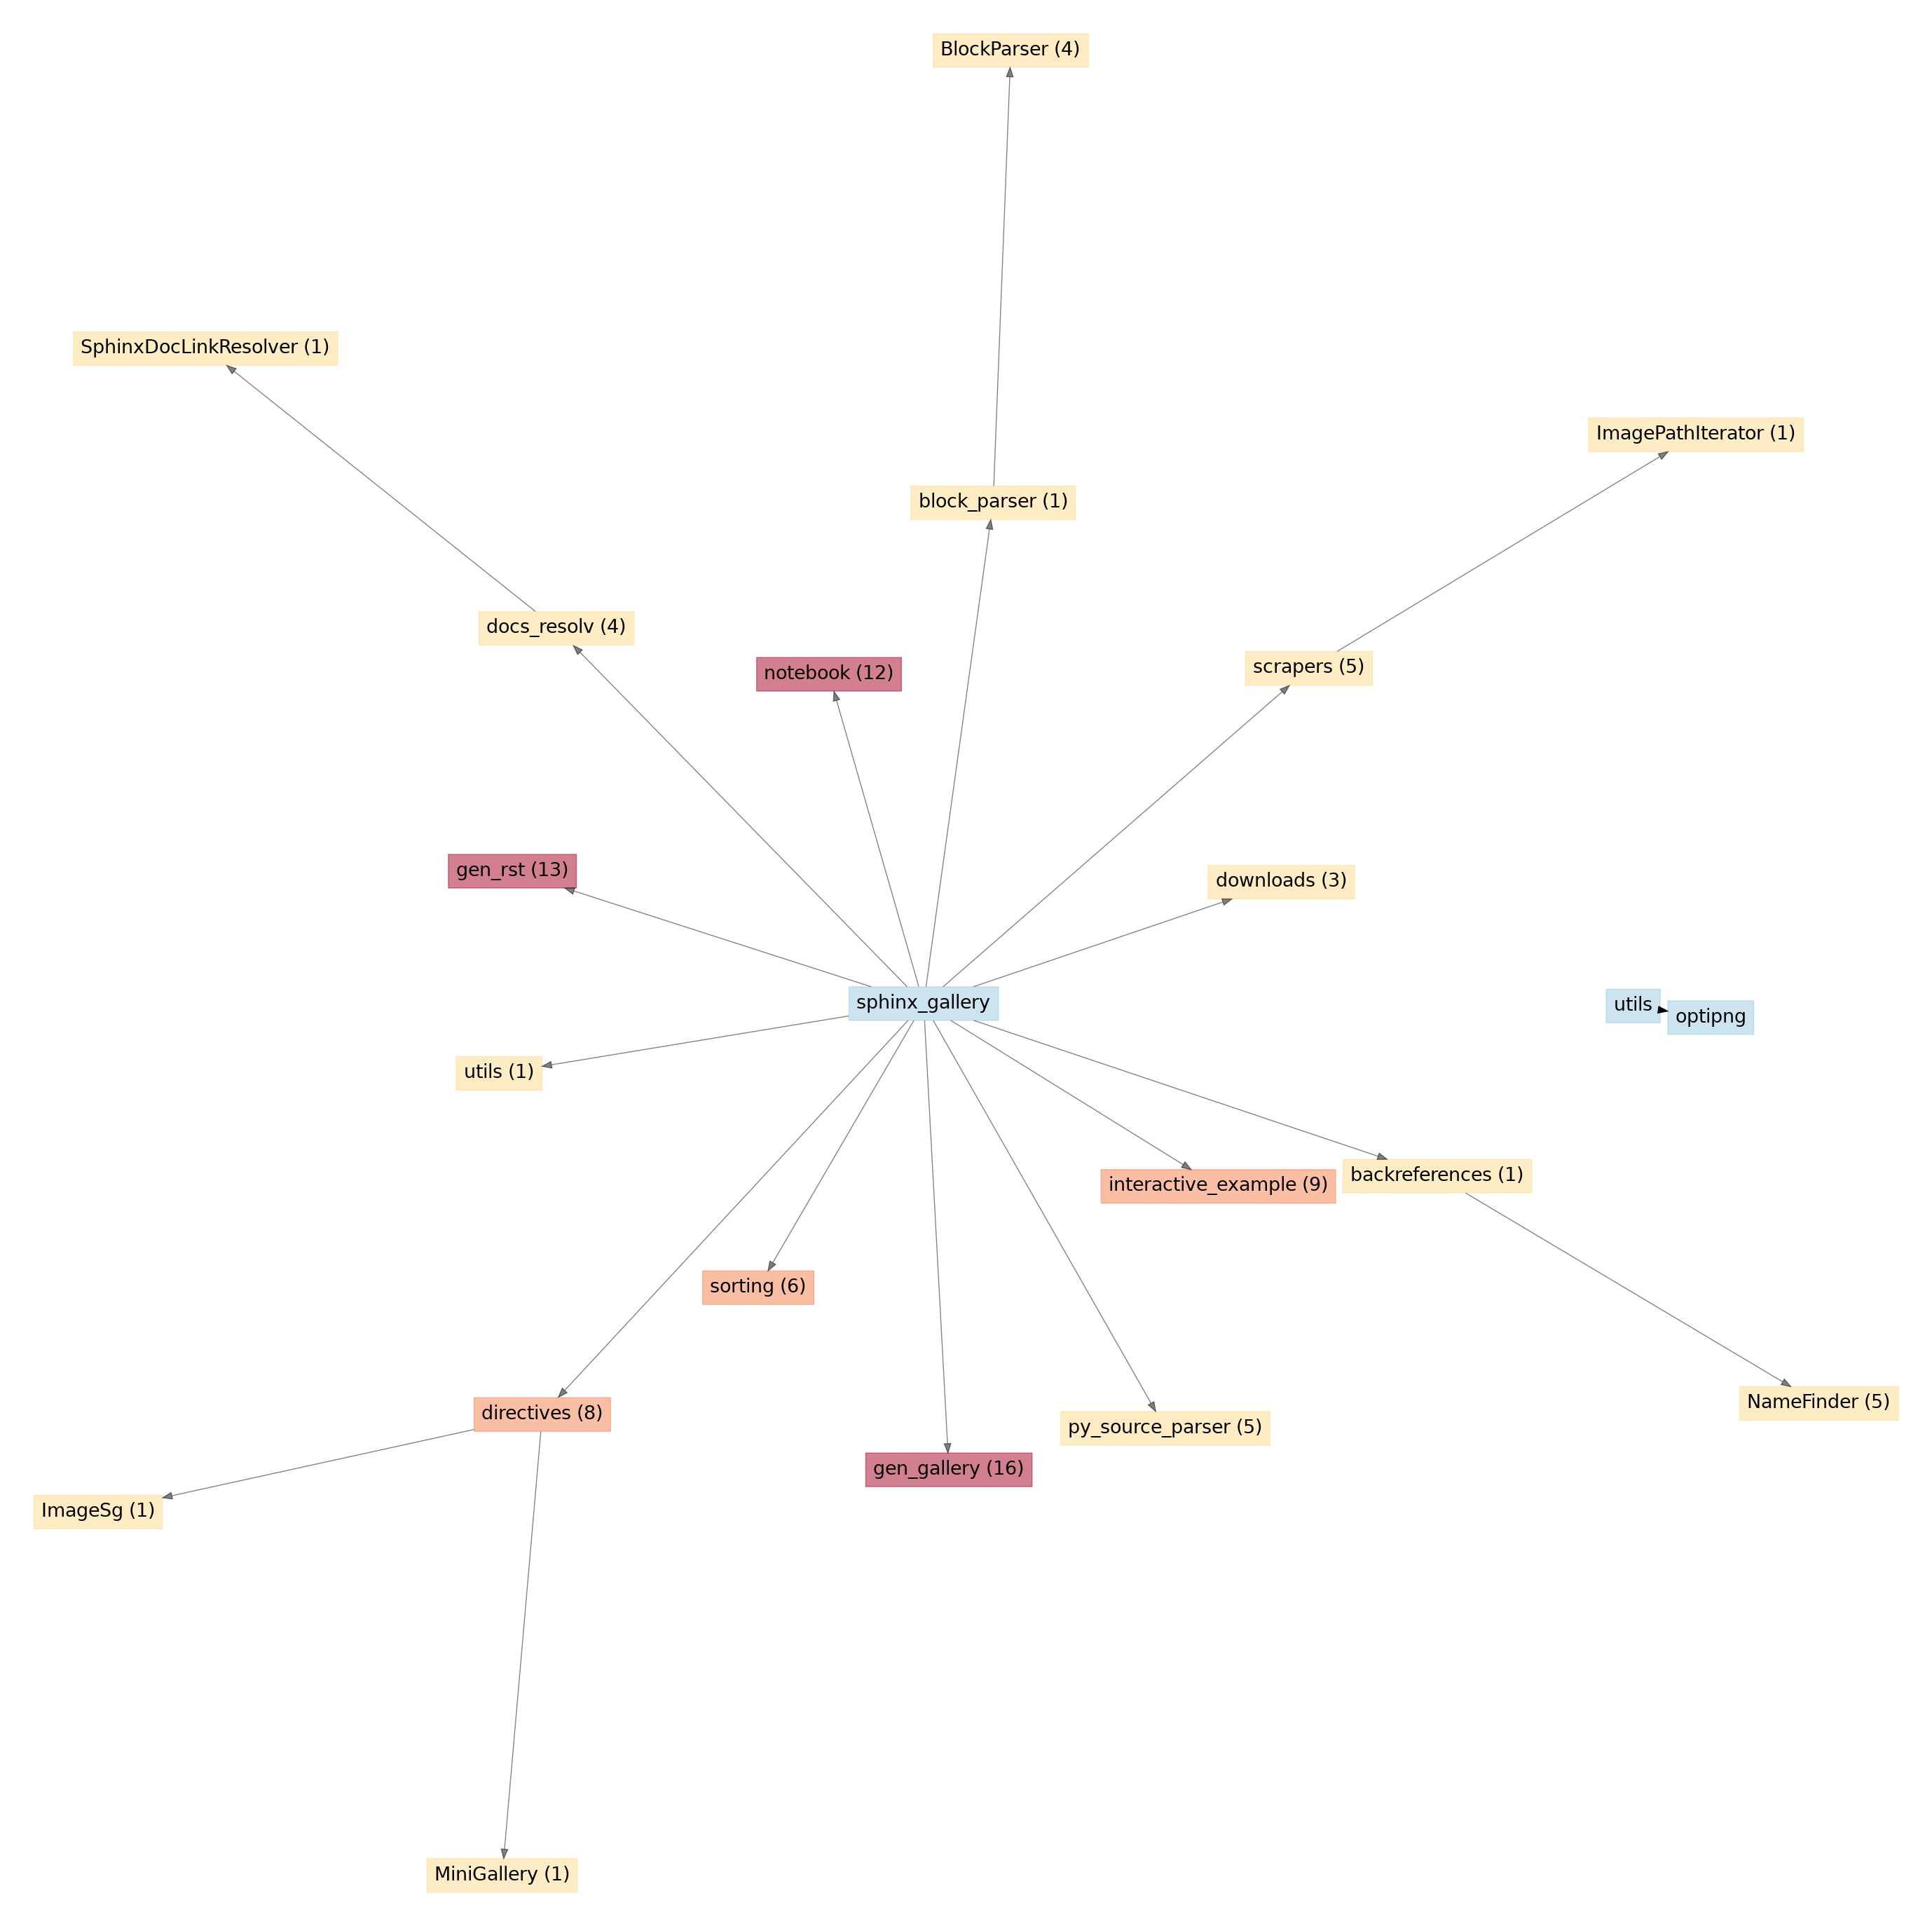 BlockParser (4)
SphinxDocLinkResolver (1)
ImagePathIterator (1)
block_parser (1)
docs_resolv (4)
scrapers (5)
notebook (12)
gen_rst (13)
downloads (3)
sphinx_gallery
utils
optipng
utils (1)
backreferences (1)
interactive_example (9)
sorting (6)
NameFinder (5)
directives (8)
py_source_parser (5)
gen_gallery (16)
ImageSg (1)
MiniGallery (1)